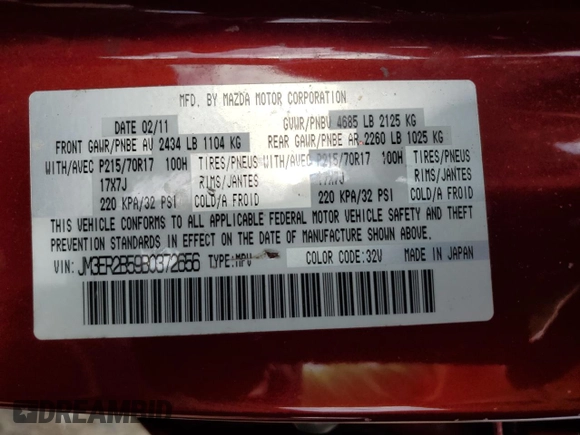 MFD. BY MAZDA MOTOR CORPORATION
DATE 02/11 GVWR/PNBV 4685 LB 2125 KG
FRONT GAWR/PNBE AV 2434 LB 1104 KG REAR GAWR/PNBE AR 2260 LB 1025 KG
WITH/AVEC P215/70R17 100H TIRES/PNEUS WITH/AVEC P215/70R17 100H TIRES/PNEUS
17X7J RIMS/JANTES 17X7J RIMS/JANTES
220 KPA/32 PSI COLD/A FROID 220 KPA/32 PSI COLD/A FROID
THIS VEHICLE CONFORMS TO ALL APPLICABLE FEDERAL MOTOR VEHICLE SAFETY AND THEFT
PREVENTION STANDARDS IN EFFECT ON THE DATE OF MANUFACTURE SHOWN ABOVE.
VIN: JM3ER2B59B0372656 TYPE:MPV COLOR CODE:32V MADE IN JAPAN
DREAMBID